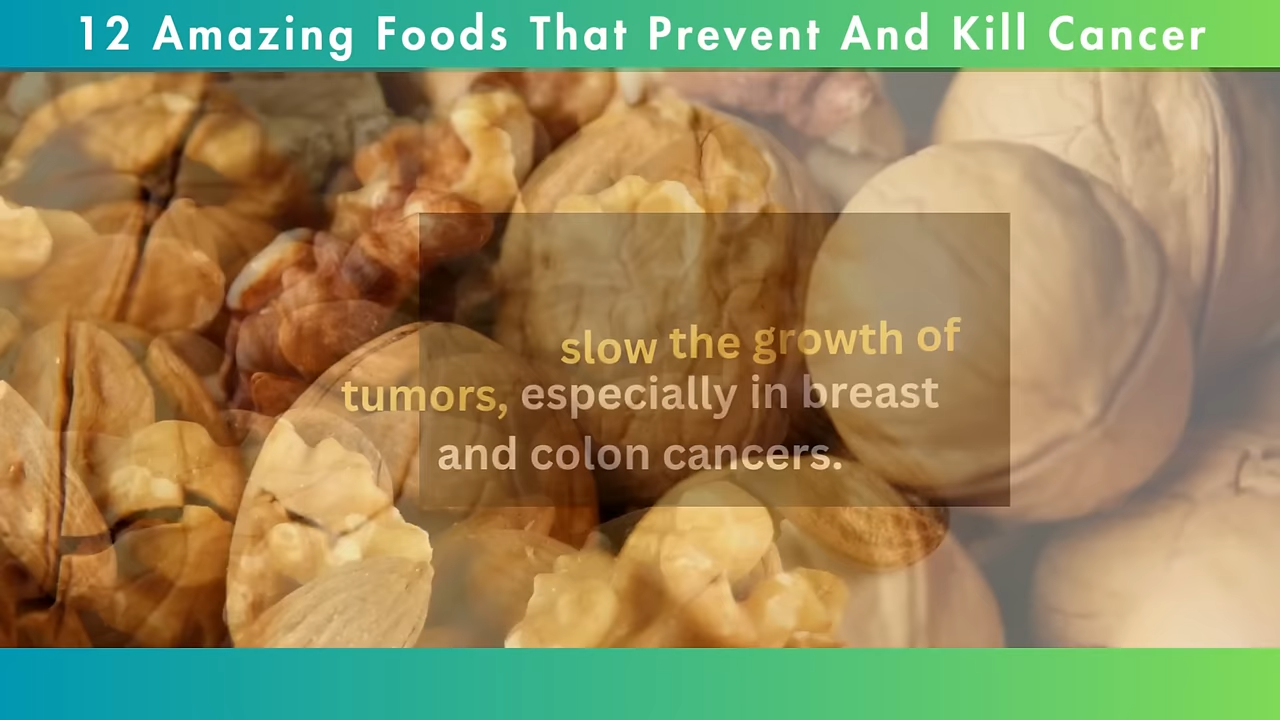 12 Amazing Foods That Prevent And Kill Cancer
slow the growth of
tumors, especially in breast
and colon cancers.